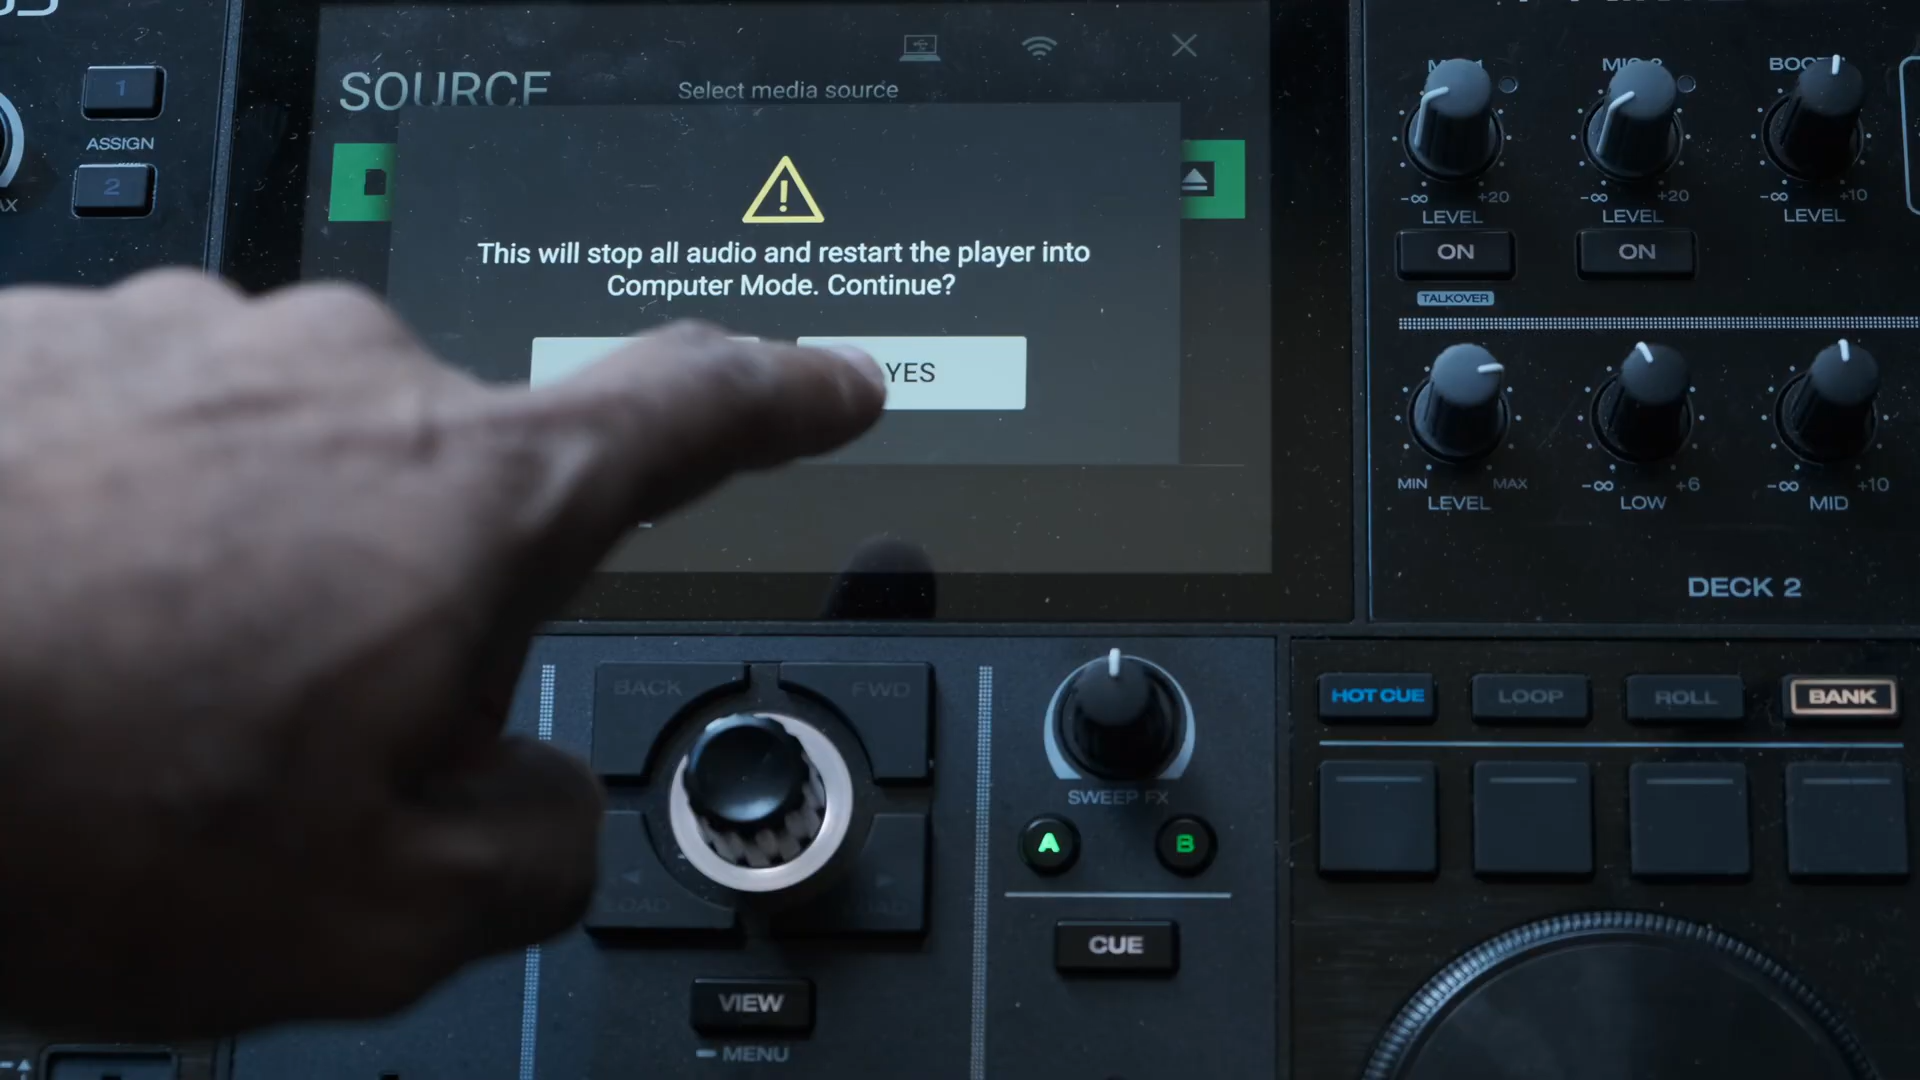 1
ASSIGN
2
SOURCE
Select media source
This will stop all audio and restart the player into
Computer Mode. Continue?
YES
-∞ +20
LEVEL
-∞ +20
LEVEL
-∞ +10
LEVEL
ON
ON
TALKOVER
MIN MAX
LEVEL
-∞ +6
LOW
-∞ +10
MID
DECK 2
BACK
FWD
LOAD
SWEEP FX
A
B
CUE
VIEW
MENU
HOT CUE
LOOP
ROLL
BANK